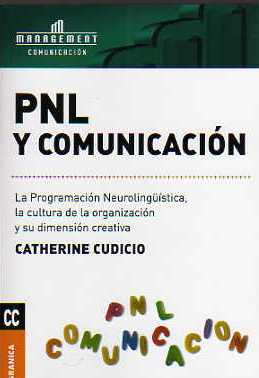 MANAGEMENT
COMUNICACIÓN
PNL
Y COMUNICACIÓN
La Programación Neurolingüística,
la cultura de la organización
y su dimensión creativa
CATHERINE CUDICIO
CC
GRANICA
PNL
COMUNICACION